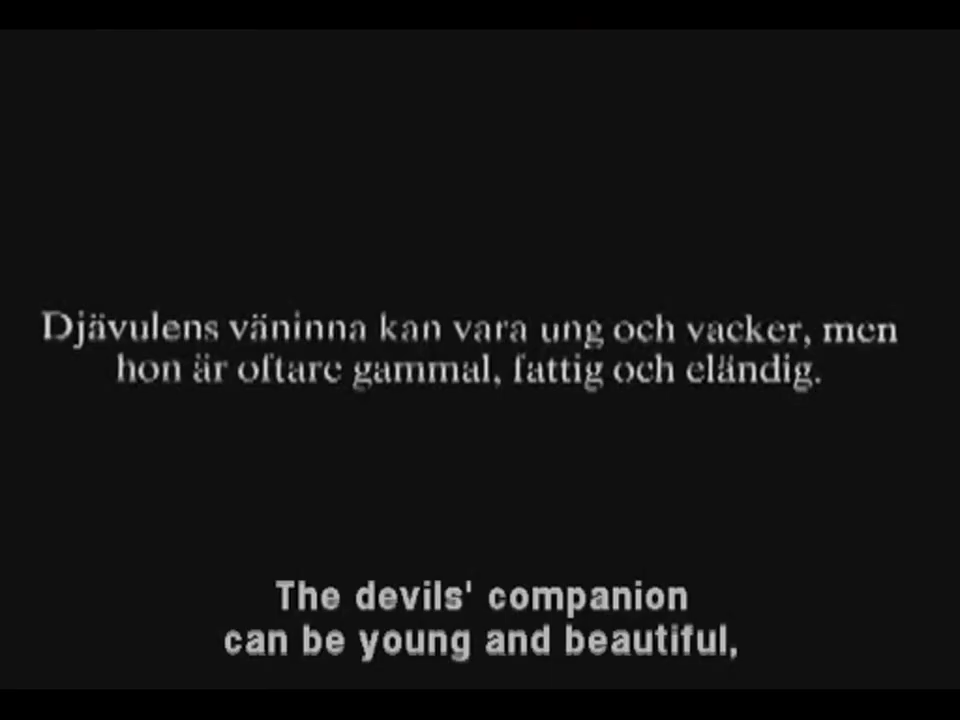 Djävulens väninna kan vara ung och vacker, men
hon är oftare gammal, fattig och eländig.
The devils' companion
can be young and beautiful,